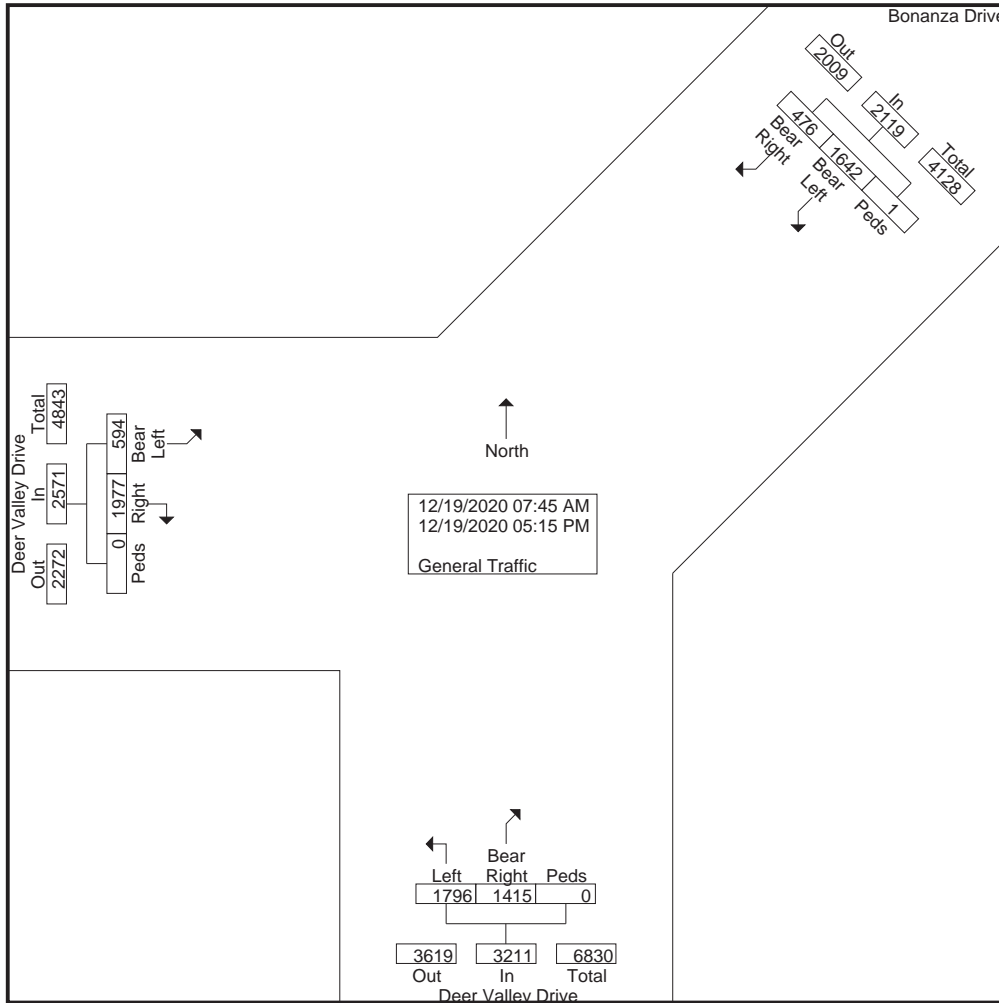 Bonanza Drive
Out
2009
In
2119
Total
4128
476
1642
1
Bear
Right
Bear
Left
Peds
Deer Valley Drive
Total
4843
In
2571
Out
2272
594
1977
0
Bear
Left
Right
Peds
North
12/19/2020 07:45 AM
12/19/2020 05:15 PM
General Traffic
Bear
Left Right Peds
1796 1415 0
3619 3211 6830
Out In Total
Deer Valley Drive